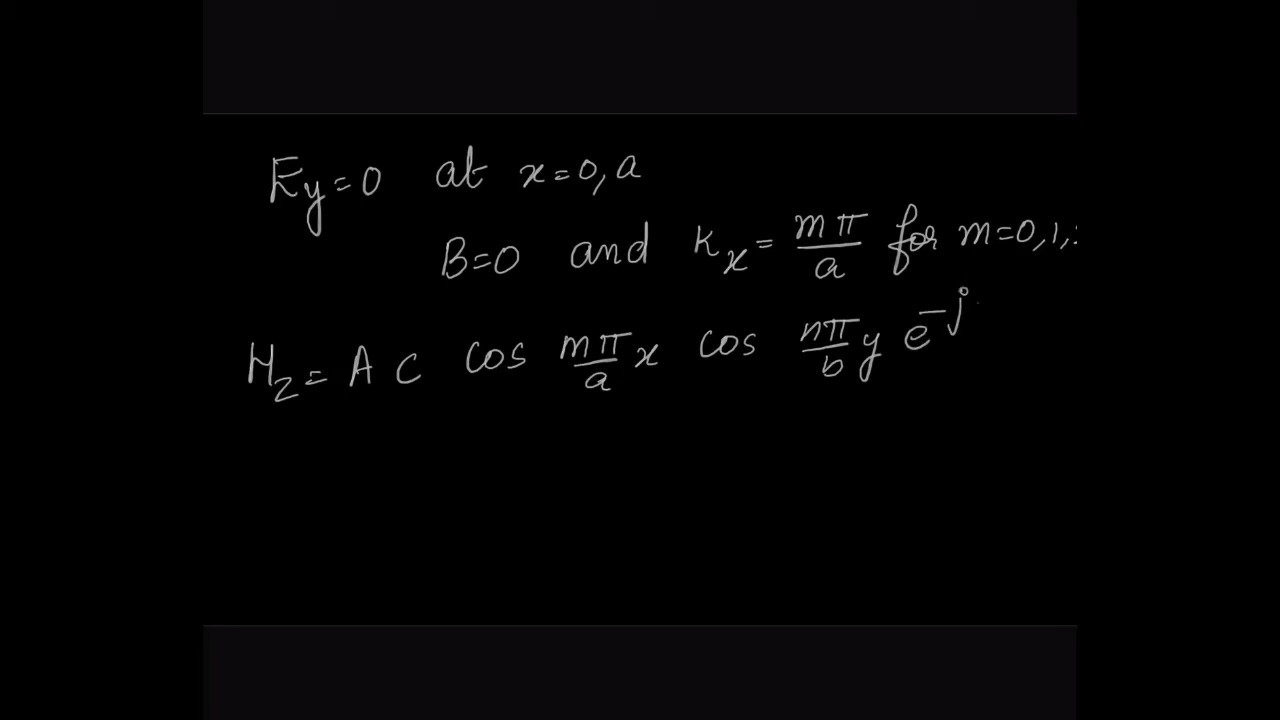 Ey=0 at x=0,a
B=0 and Kx = mπ/a for m=0,1,
Hz = A C cos mπ/a x cos nπ/b y e^-j